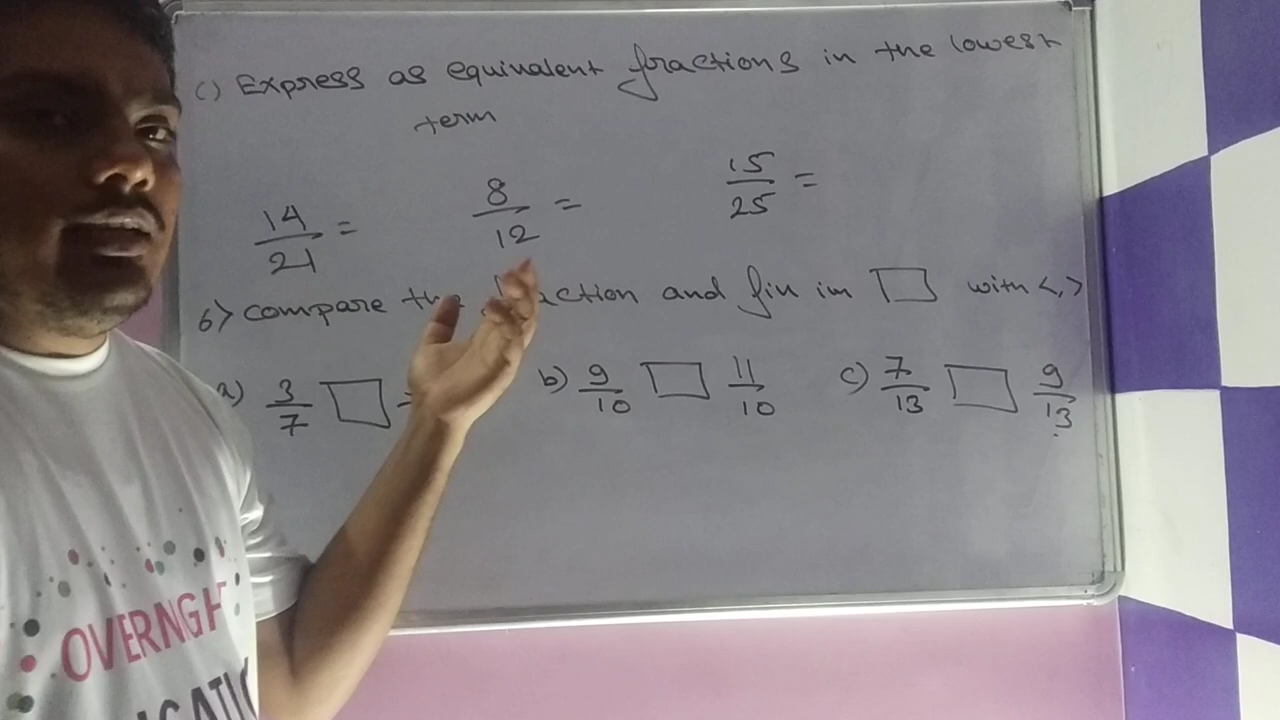 c) Express as equivalent fractions in the lowest
term
14/21 = 8/12 = 15/25 =
6) compare the fraction and fill in □ with <, >
a) 3/7 □ b) 9/10 □ 11/10 c) 7/13 □ 9/13
OVERNGH